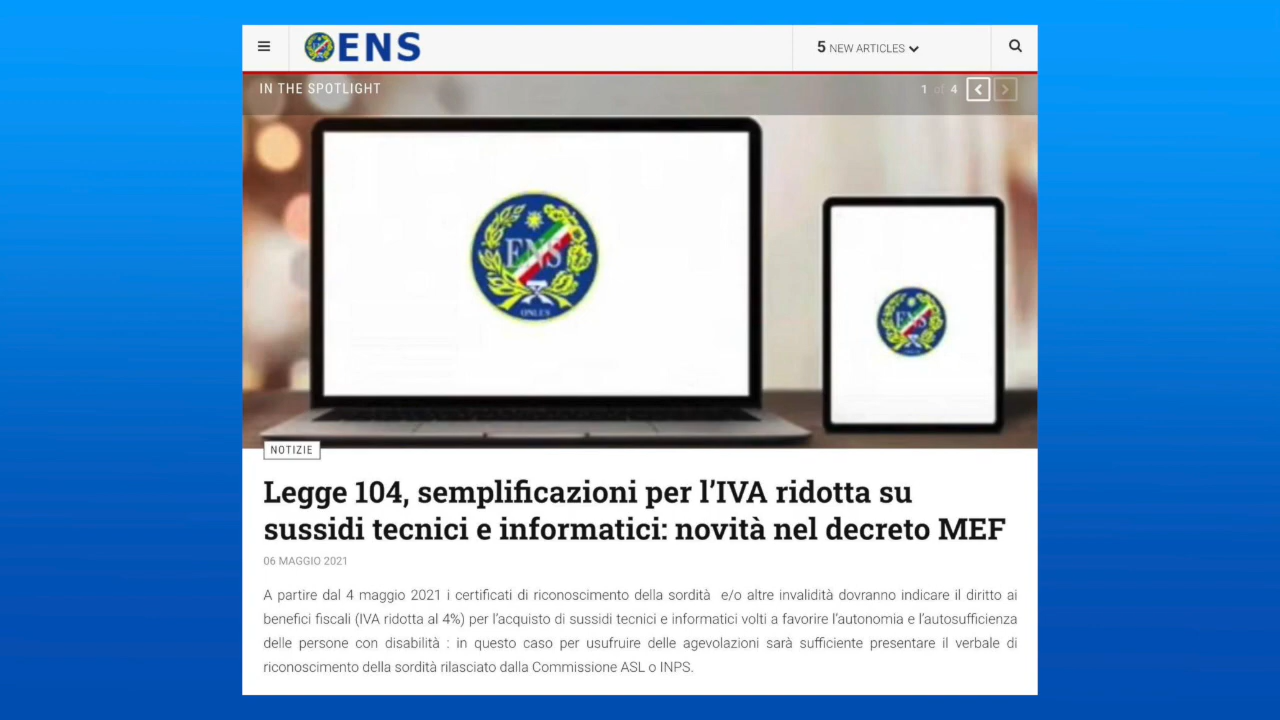 ENS
5 NEW ARTICLES
IN THE SPOTLIGHT
1 of 4
ENS
ONLUS
ENS
NOTIZIE
Legge 104, semplificazioni per l’IVA ridotta su
sussidi tecnici e informatici: novità nel decreto MEF
06 MAGGIO 2021
A partire dal 4 maggio 2021 i certificati di riconoscimento della sordità e/o altre invalidità dovranno indicare il diritto ai
benefici fiscali (IVA ridotta al 4%) per l’acquisto di sussidi tecnici e informatici volti a favorire l’autonomia e l’autosufficienza
delle persone con disabilità : in questo caso per usufruire delle agevolazioni sarà sufficiente presentare il verbale di
riconoscimento della sordità rilasciato dalla Commissione ASL o INPS.